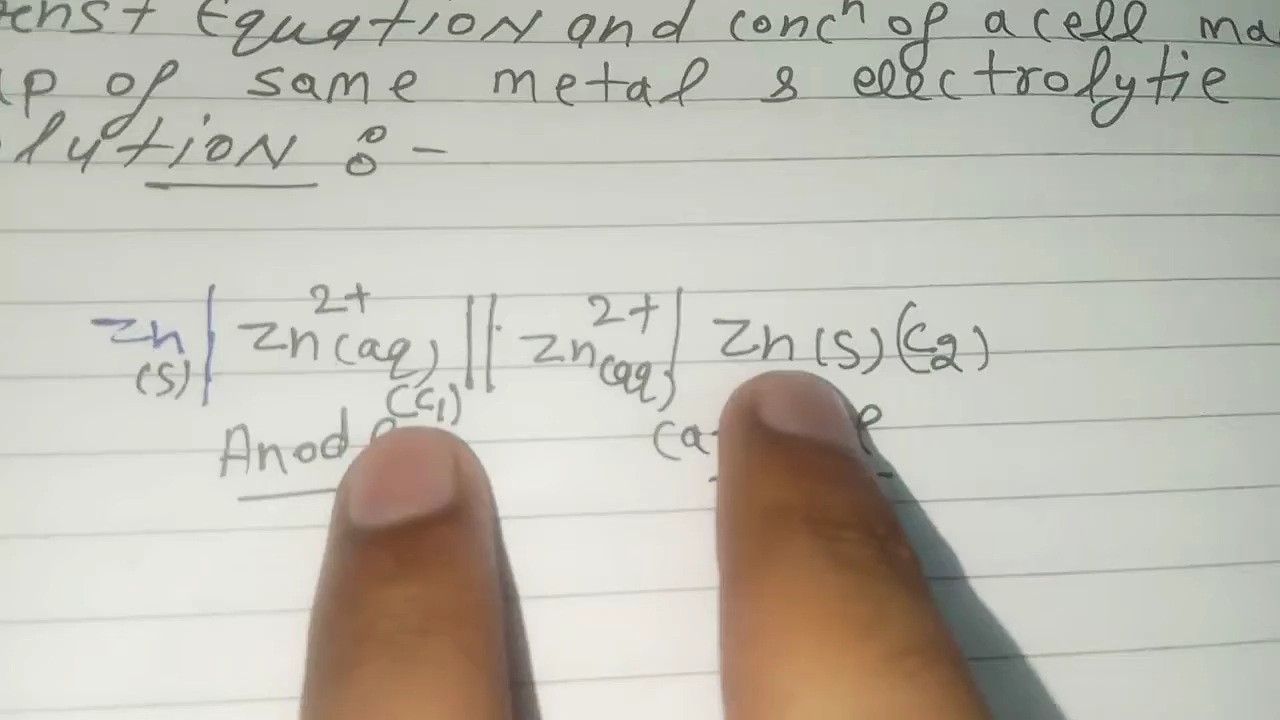 Equation and concⁿ of a cell
of same metal & electrolytic
lution :-
Zn(s) | Zn²⁺(aq) (C₁) || Zn²⁺(aq) | Zn(s) (C₂)
Anod